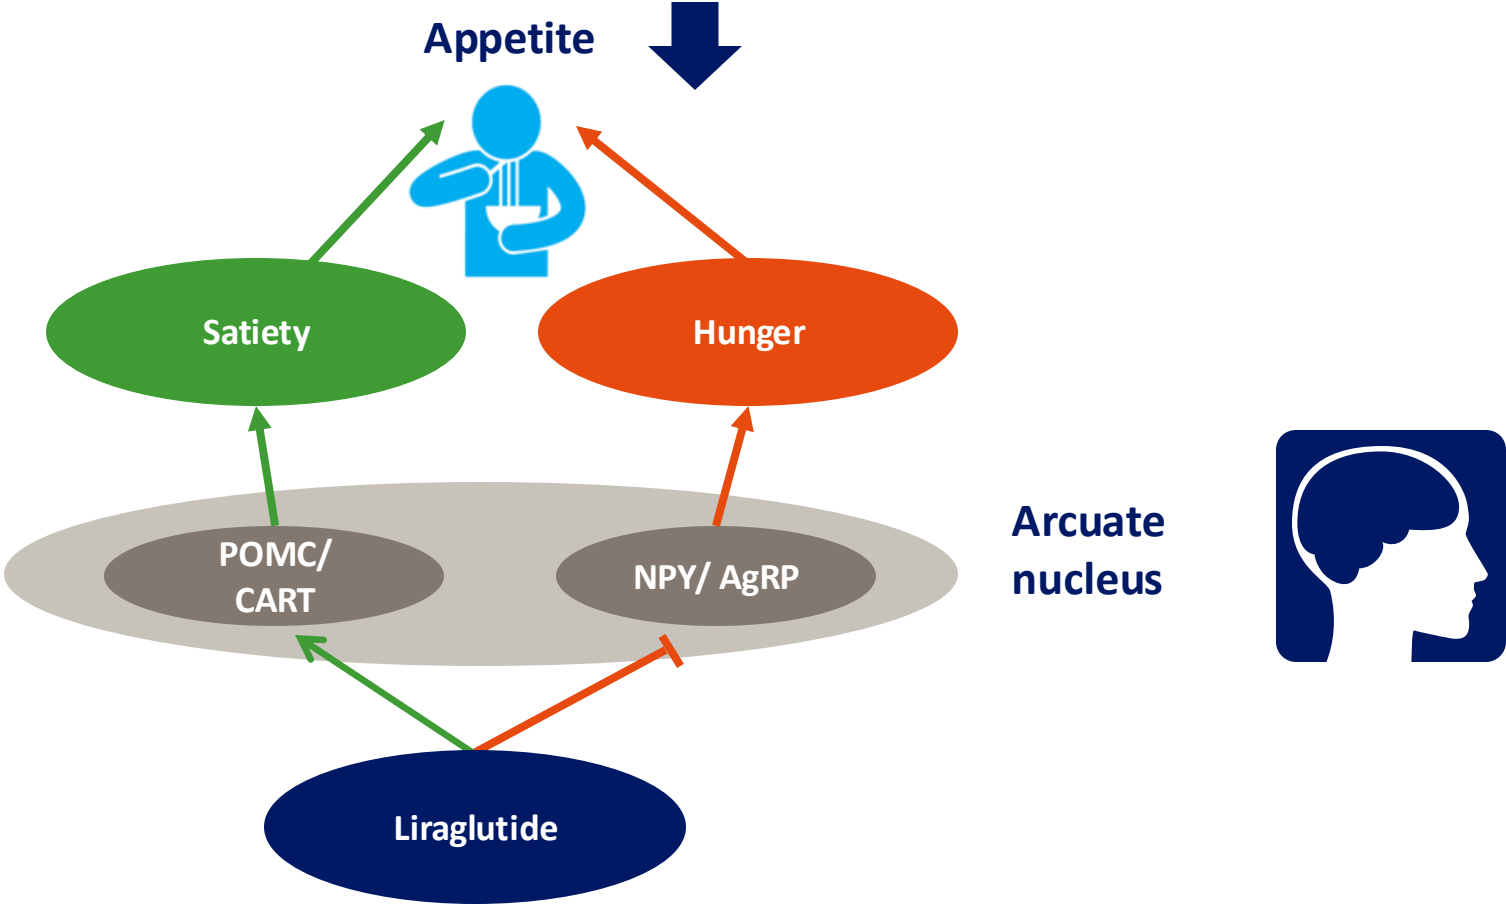 Appetite
Satiety
Hunger
POMC/
CART
NPY/ AgRP
Arcuate
nucleus
Liraglutide